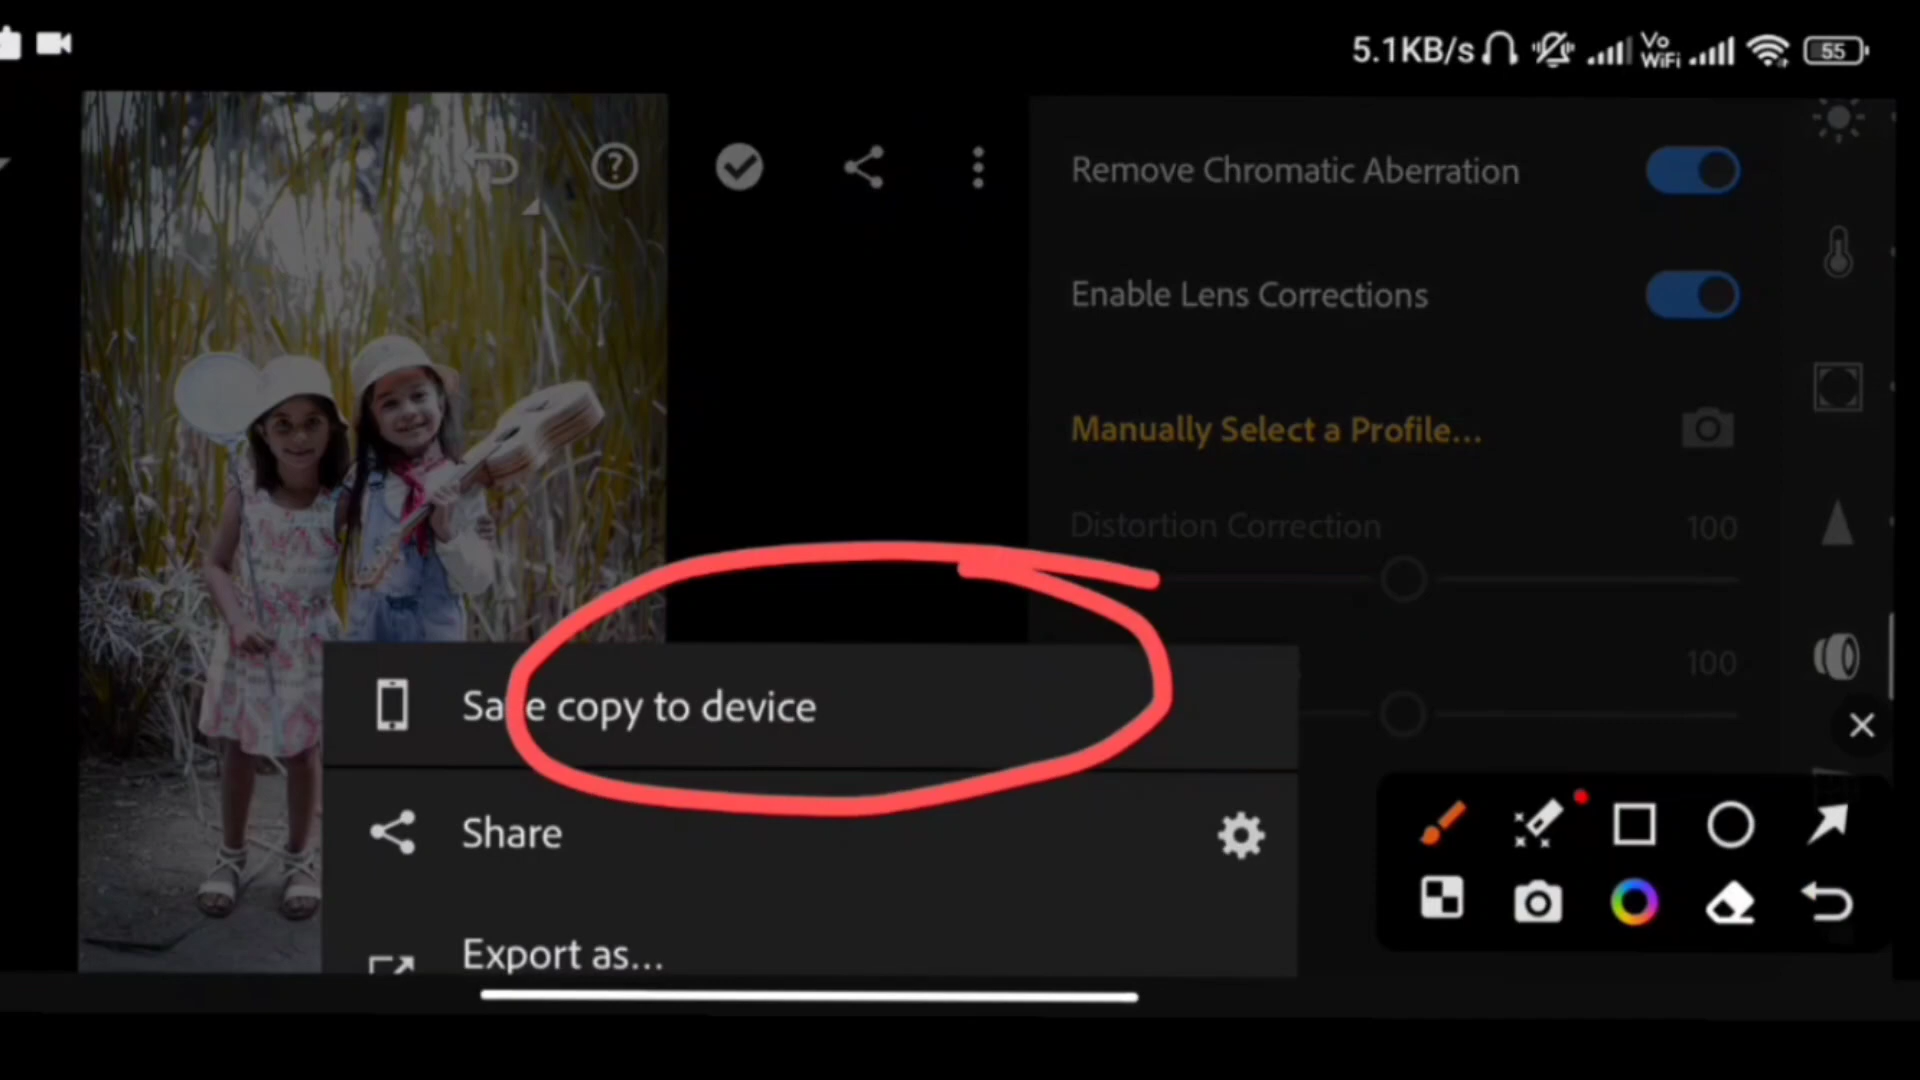 5.1KB/s
Vo
WiFi
55
Remove Chromatic Aberration
Enable Lens Corrections
Manually Select a Profile...
Distortion Correction 100
100
Save copy to device
Share
Export as...